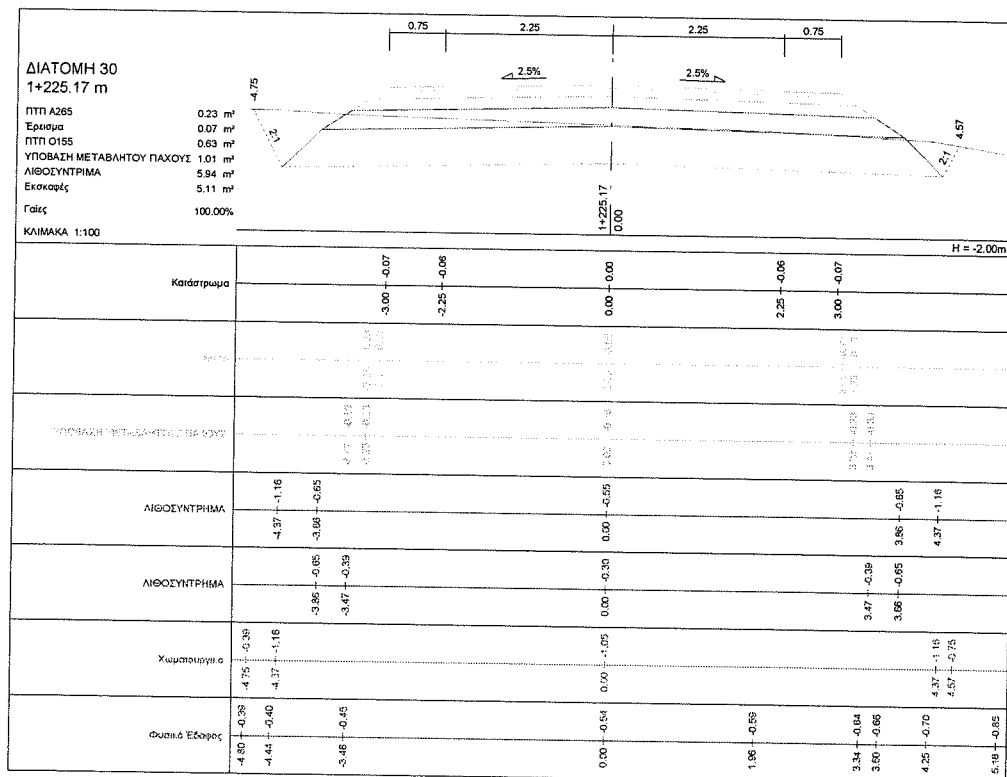 0.75 2.25 2.25 0.75
ΔΙΑΤΟΜΗ 30
1+225.17 m
2.5% 2.5%
-4.75
4.57
2:1
2:1
ΠΤΠ Α265 0.23 m²
Έρεισμα 0.07 m²
ΠΤΠ Ο155 0.63 m²
ΥΠΟΒΑΣΗ ΜΕΤΑΒΛΗΤΟΥ ΠΑΧΟΥΣ 1.01 m²
ΛΙΘΟΣΥΝΤΡΙΜΑ 5.94 m²
Εκσκαφές 5.11 m²
Γαίες 100.00%
1+225.17
0.00
ΚΛΙΜΑΚΑ 1:100
H = -2.00m
Κατάστρωμα
-0.07 -0.06 0.00 -0.06 -0.07
-3.00 -2.25 0.00 2.25 3.00
ΛΙΘΟΣΥΝΤΡΗΜΑ
-1.16 -0.65 -0.55 -0.65 -1.16
-4.37 0.00 3.86 4.37
ΛΙΘΟΣΥΝΤΡΗΜΑ
-0.65 -0.39 -0.30 -0.39 -0.65
-3.86 -3.47 0.00 3.47
-0.39 -1.16 -1.05 -1.16 -0.75
-4.75 -4.37 0.00 4.37 4.57
Φυσικό Έδαφος
-0.39 -0.40 -0.45 -0.54 -0.59 -0.64 -0.66 -0.70 -0.85
-4.80 -4.44 -3.46 0.00 1.96 3.34 3.60 4.25 5.18